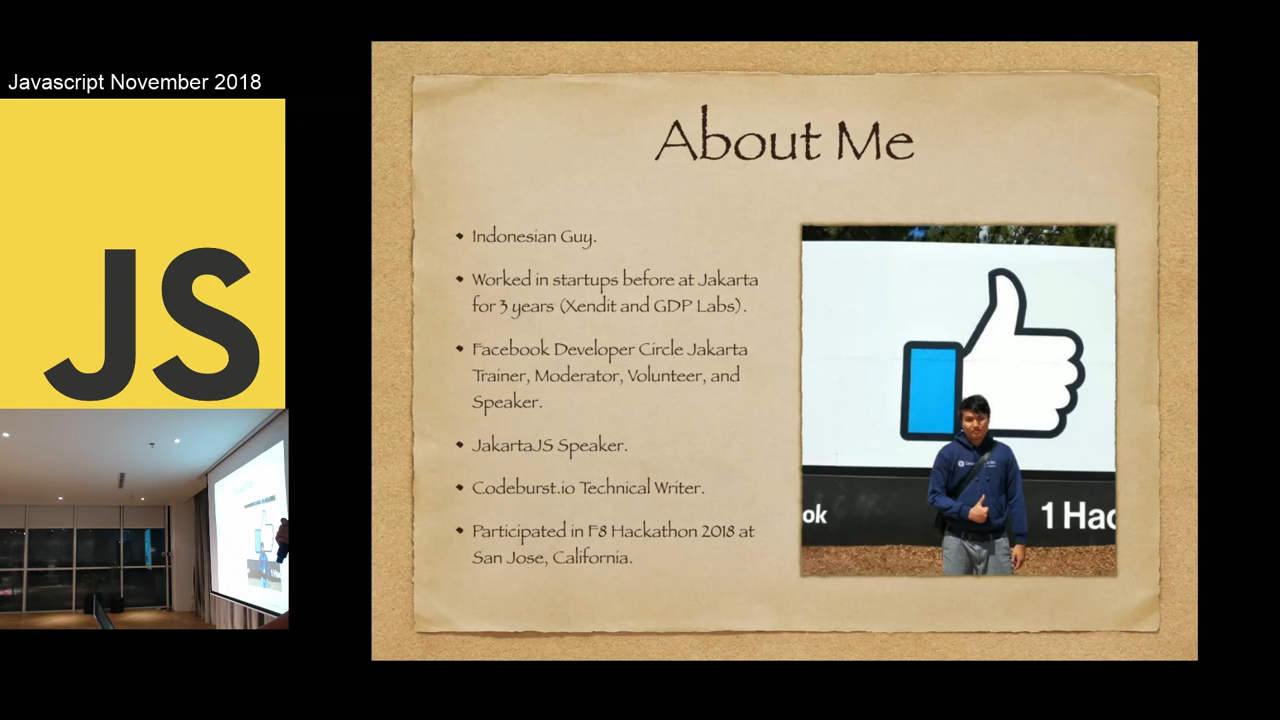 Javascript November 2018
JS
About Me
• Indonesian Guy.
• Worked in startups before at Jakarta
for 3 years (Xendit and GDP Labs).
• Facebook Developer Circle Jakarta
Trainer, Moderator, Volunteer, and
Speaker.
• JakartaJS Speaker.
• Codeburst.io Technical Writer.
• Participated in F8 Hackathon 2018 at
San Jose, California.
ok
1 Hac